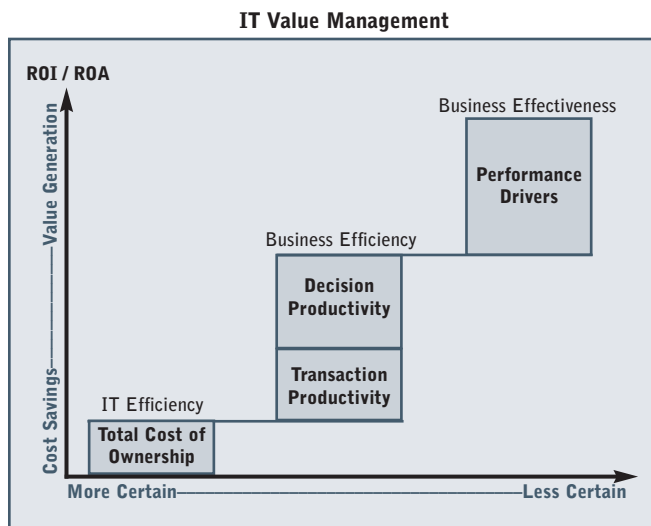 IT Value Management
ROI / ROA
Business Effectiveness
Performance
Drivers
Business Efficiency
Decision
Productivity
Transaction
Productivity
IT Efficiency
Total Cost of
Ownership
Cost Savings
Value Generation
More Certain
Less Certain